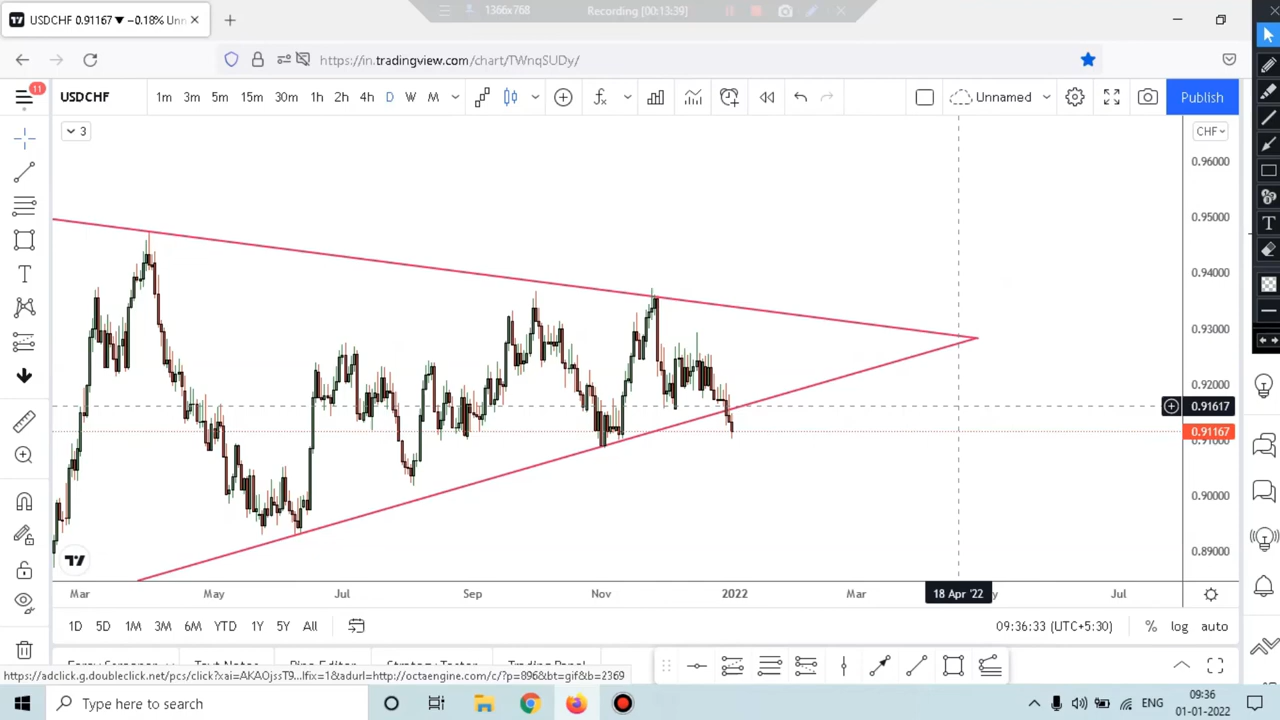 USDCHF 0.91167 ▼ −0.18% Unn
1366x768
Recording [00:13:39]
https://in.tradingview.com/chart/TWnqSUDy/
11
USDCHF
1m 3m 5m 15m 30m 1h 2h 4h D W M
Unnamed
Publish
3
CHF
0.96000
0.95000
0.94000
0.93000
0.92000
0.91617
0.91167
0.91000
0.90000
0.89000
Mar May Jul Sep Nov 2022 Mar 18 Apr '22 Jul
1D 5D 1M 3M 6M YTD 1Y 5Y All
09:36:33 (UTC+5:30)
% log auto
Forex Screener Text Notes Pine Editor Strategy Tester Trading Panel
https://adclick.g.doubleclick.net/pcs/click?xai=AKAOjssT9...lfix=1&adurl=http://octaengine.com/c/?p=896&bt=gif&b=2369
Type here to search
ENG
09:36
01-01-2022